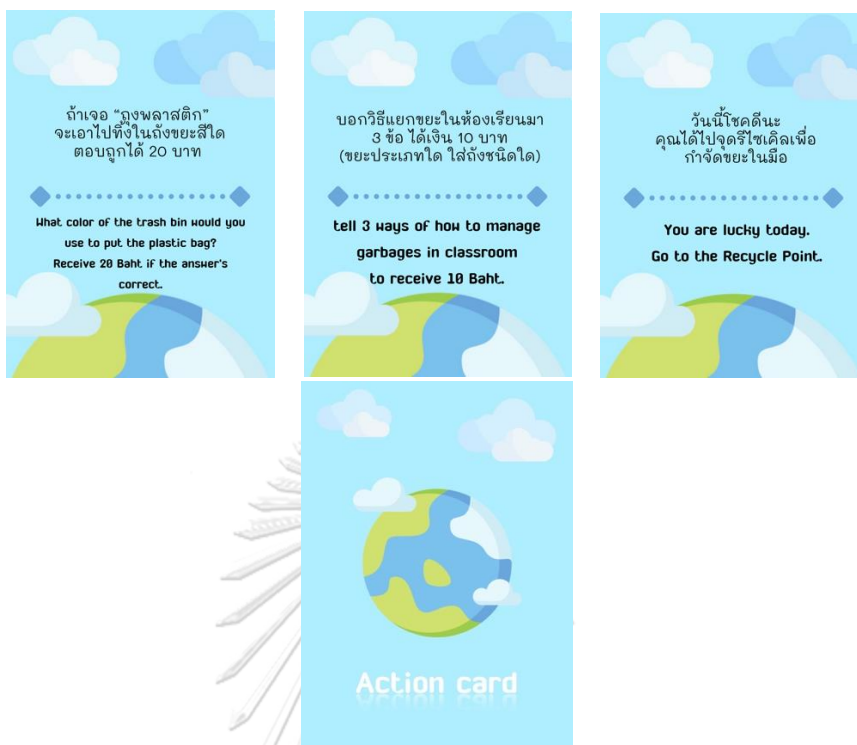 ถ้าเจอ “ถุงพลาสติก”
จะเอาไปทิ้งในถังขยะสีใด
ตอบถูกได้ 20 บาท
What color of the trash bin would you
use to put the plastic bag?
Receive 20 Baht if the answer's
correct.
บอกวิธีแยกขยะในห้องเรียนมา
3 ข้อ ได้เงิน 10 บาท
(ขยะประเภทใด ใส่ถังชนิดใด)
tell 3 ways of how to manage
garbages in classroom
to receive 10 Baht.
วันนี้โชคดีนะ
คุณได้ไปจุดรีไซเคิลเพื่อ
กำจัดขยะในมือ
You are lucky today.
Go to the Recycle Point.
Action card